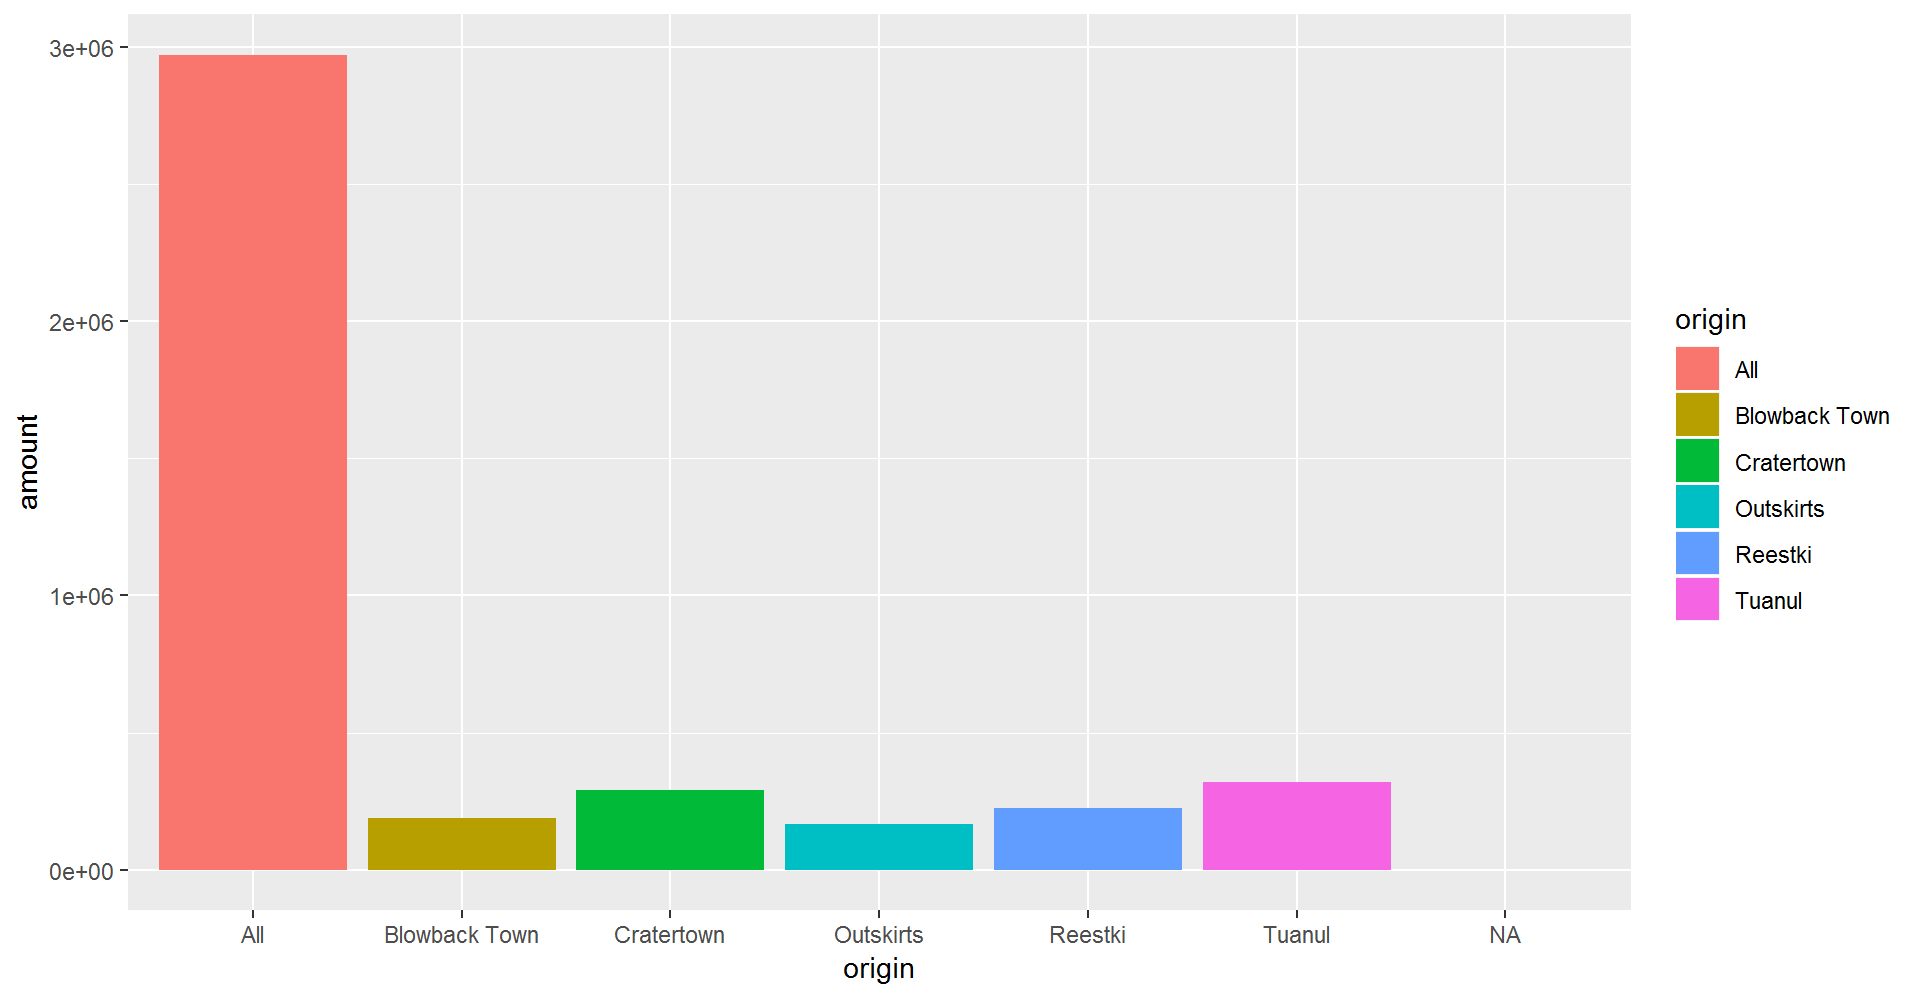 3e+06
2e+06
1e+06
0e+00
amount
All
Blowback Town
Cratertown
Outskirts
Reestki
Tuanul
NA
origin
origin
All
Blowback Town
Cratertown
Outskirts
Reestki
Tuanul